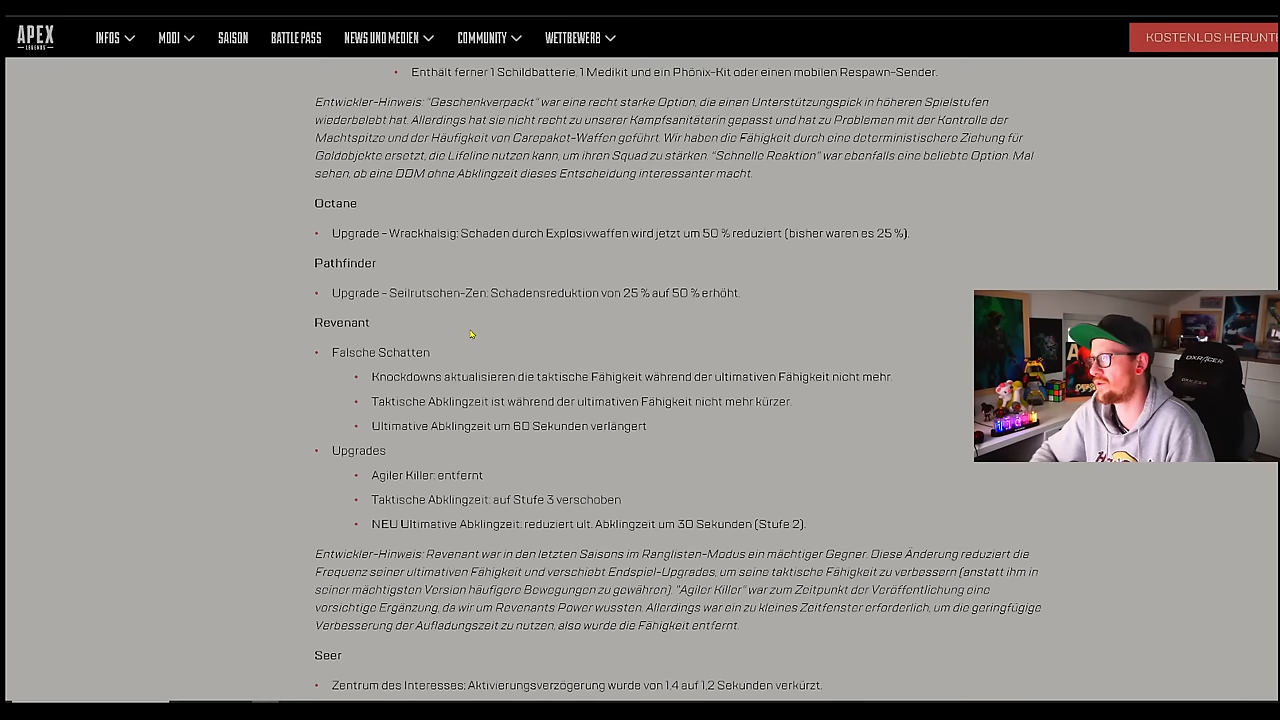 APEX
LEGENDS
INFOS MODI SAISON BATTLE PASS NEWS UND MEDIEN COMMUNITY WETTBEWERB
KOSTENLOS HERUNT
• Enthält ferner 1 Schildbatterie, 1 Medikit und ein Phönix-Kit oder einen mobilen Respawn-Sender.
Entwickler-Hinweis: "Geschenkverpackt" war eine recht starke Option, die einen Unterstützungspick in höheren Spielstufen
wiederbelebt hat. Allerdings hat sie nicht recht zu unserer Kampfsanitäterin gepasst und hat zu Problemen mit der Kontrolle der
Machtspitze und der Häufigkeit von Carepaket-Waffen geführt. Wir haben die Fähigkeit durch eine deterministischere Ziehung für
Goldobjekte ersetzt, die Lifeline nutzen kann, um ihren Squad zu stärken. "Schnelle Reaktion" war ebenfalls eine beliebte Option. Mal
sehen, ob eine DOM ohne Abklingzeit dieses Entscheidung interessanter macht.
Octane
• Upgrade – Wrackhalsig: Schaden durch Explosivwaffen wird jetzt um 50 % reduziert (bisher waren es 25 %).
Pathfinder
• Upgrade – Seilrutschen-Zen: Schadensreduktion von 25 % auf 50 % erhöht.
Revenant
• Falsche Schatten
• Knockdowns aktualisieren die taktische Fähigkeit während der ultimativen Fähigkeit nicht mehr.
• Taktische Abklingzeit ist während der ultimativen Fähigkeit nicht mehr kürzer.
• Ultimative Abklingzeit um 60 Sekunden verlängert
• Upgrades
• Agiler Killer: entfernt
• Taktische Abklingzeit: auf Stufe 3 verschoben
• NEU Ultimative Abklingzeit: reduziert ult. Abklingzeit um 30 Sekunden (Stufe 2).
Entwickler-Hinweis: Revenant war in den letzten Saisons im Ranglisten-Modus ein mächtiger Gegner. Diese Änderung reduziert die
Frequenz seiner ultimativen Fähigkeit und verschiebt Endspiel-Upgrades, um seine taktische Fähigkeit zu verbessern (anstatt ihm in
seiner mächtigsten Version häufigere Bewegungen zu gewähren). "Agiler Killer" war zum Zeitpunkt der Veröffentlichung eine
vorsichtige Ergänzung, da wir um Revenants Power wussten. Allerdings war ein zu kleines Zeitfenster erforderlich, um die geringfügige
Verbesserung der Aufladungszeit zu nutzen, also wurde die Fähigkeit entfernt.
Seer
• Zentrum des Interesses: Aktivierungsverzögerung wurde von 1,4 auf 1,2 Sekunden verkürzt.
DXRACER